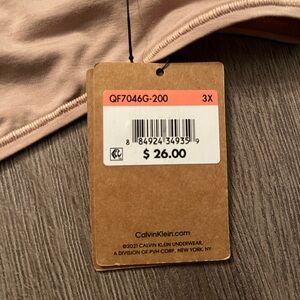 QF7046G-200 3X
8 84924 34935 9
$ 26.00
CalvinKlein.com
©2021 CALVIN KLEIN UNDERWEAR,
A DIVISION OF PVH CORP. NEW YORK, NY